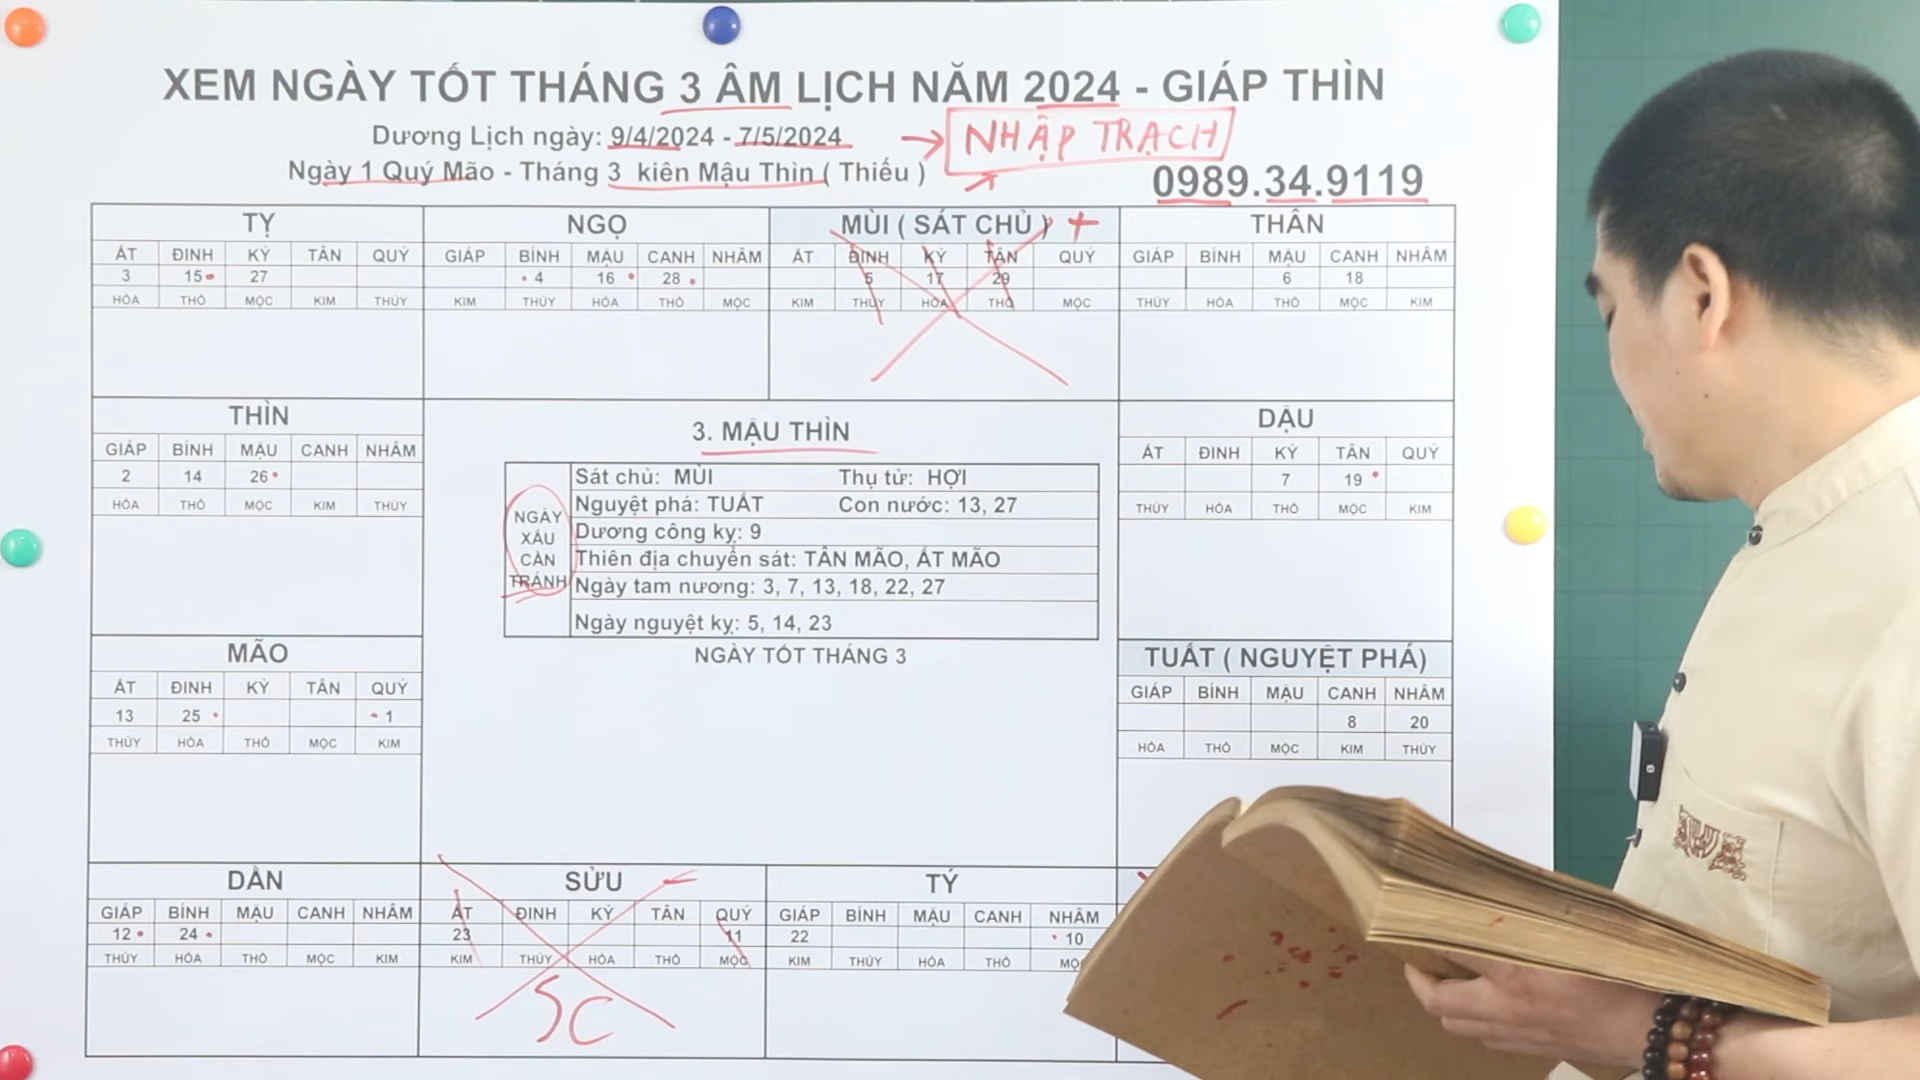 XEM NGÀY TỐT THÁNG 3 ÂM LỊCH NĂM 2024 - GIÁP THÌN
Dương Lịch ngày: 9/4/2024 - 7/5/2024
NHẬP TRẠCH
Ngày 1 Quý Mão - Tháng 3 kiên Mậu Thìn ( Thiếu )
0989.34.9119
TỴ
ẤT ĐINH KỶ TÂN QUÝ
3 15 27
HỎA THỔ MỘC KIM THỦY
NGỌ
GIÁP BÍNH MẬU CANH NHÂM
4 16 28
KIM THỦY HỎA THỔ MỘC
MÙI ( SÁT CHỦ )
ẤT ĐINH KỶ TÂN QUÝ
5 17 29
KIM THỦY HỎA THỔ MỘC
THÂN
GIÁP BÍNH MẬU CANH NHÂM
6 18
THỦY HỎA THỔ MỘC KIM
THÌN
GIÁP BÍNH MẬU CANH NHÂM
2 14 26
HỎA THỔ MỘC KIM THỦY
3. MẬU THÌN
NGÀY
XẤU
CẦN
TRÁNH
Sát chủ: MÙI Thụ tử: HỢI
Nguyệt phá: TUẤT Con nước: 13, 27
Dương công kỵ: 9
Thiên địa chuyển sát: TÂN MÃO, ẤT MÃO
Ngày tam nương: 3, 7, 13, 18, 22, 27
Ngày nguyệt kỵ: 5, 14, 23
NGÀY TỐT THÁNG 3
DẬU
ẤT ĐINH KỶ TÂN QUÝ
7 19
THỦY HỎA THỔ MỘC KIM
MÃO
ẤT ĐINH KỶ TÂN QUÝ
13 25 1
THỦY HỎA THỔ MỘC KIM
TUẤT ( NGUYỆT PHÁ)
GIÁP BÍNH MẬU CANH NHÂM
8 20
HỎA THỔ MỘC KIM THỦY
DẦN
GIÁP BÍNH MẬU CANH NHÂM
12 24
THỦY HỎA THỔ MỘC KIM
SỬU
ẤT ĐINH KỶ TÂN QUÝ
23 11
KIM THỦY HỎA THỔ MỘC
SC
TÝ
GIÁP BÍNH MẬU CANH NHÂM
22 10
KIM THỦY HỎA THỔ